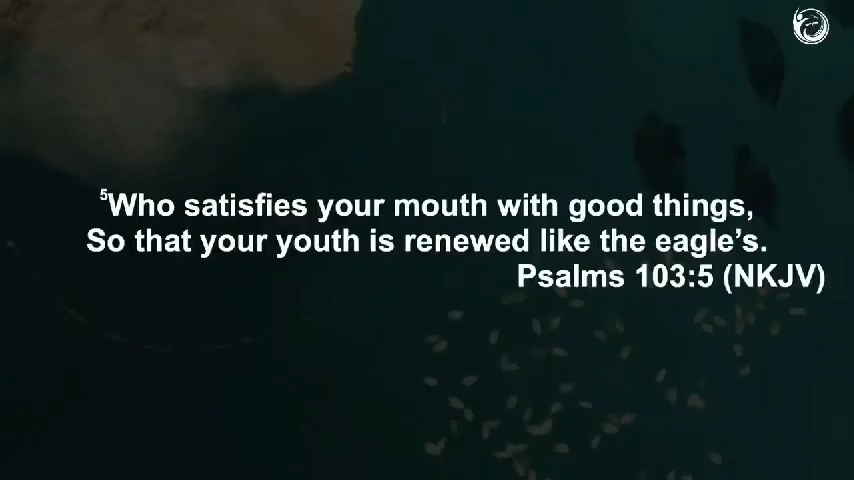 ⁵Who satisfies your mouth with good things,
So that your youth is renewed like the eagle’s.
Psalms 103:5 (NKJV)